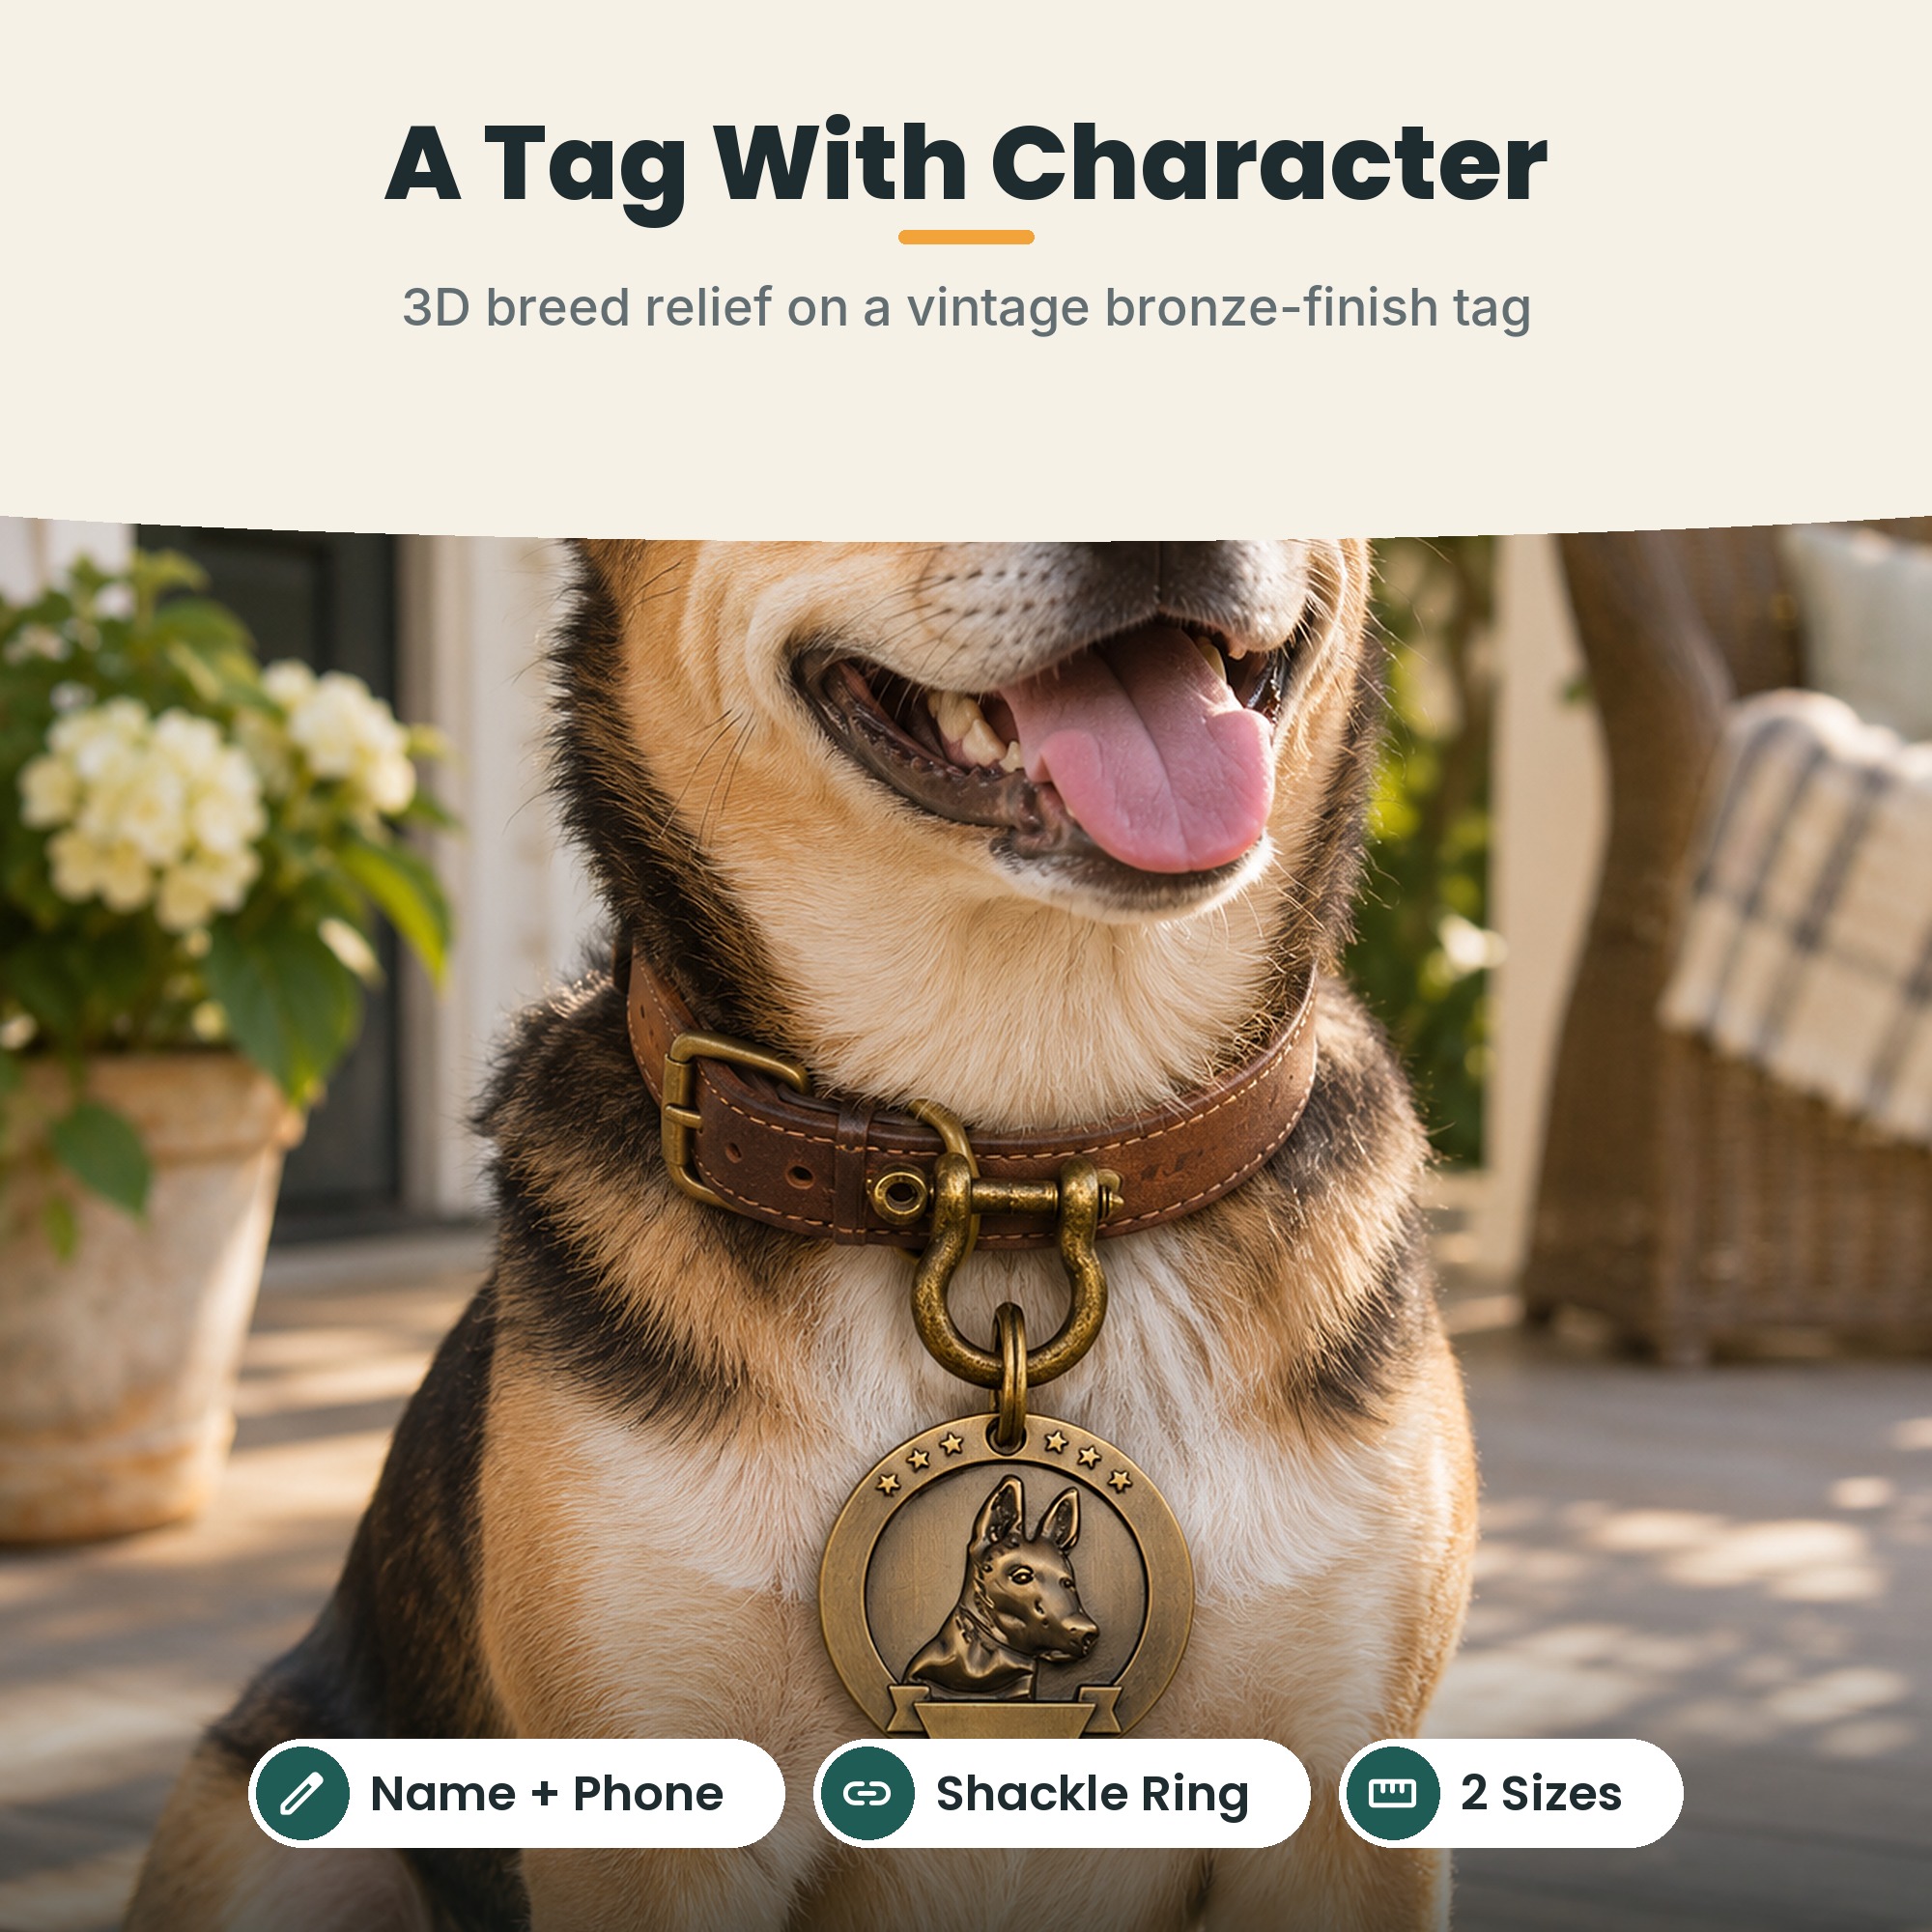 A Tag With Character
3D breed relief on a vintage bronze-finish tag
Name + Phone
Shackle Ring
2 Sizes